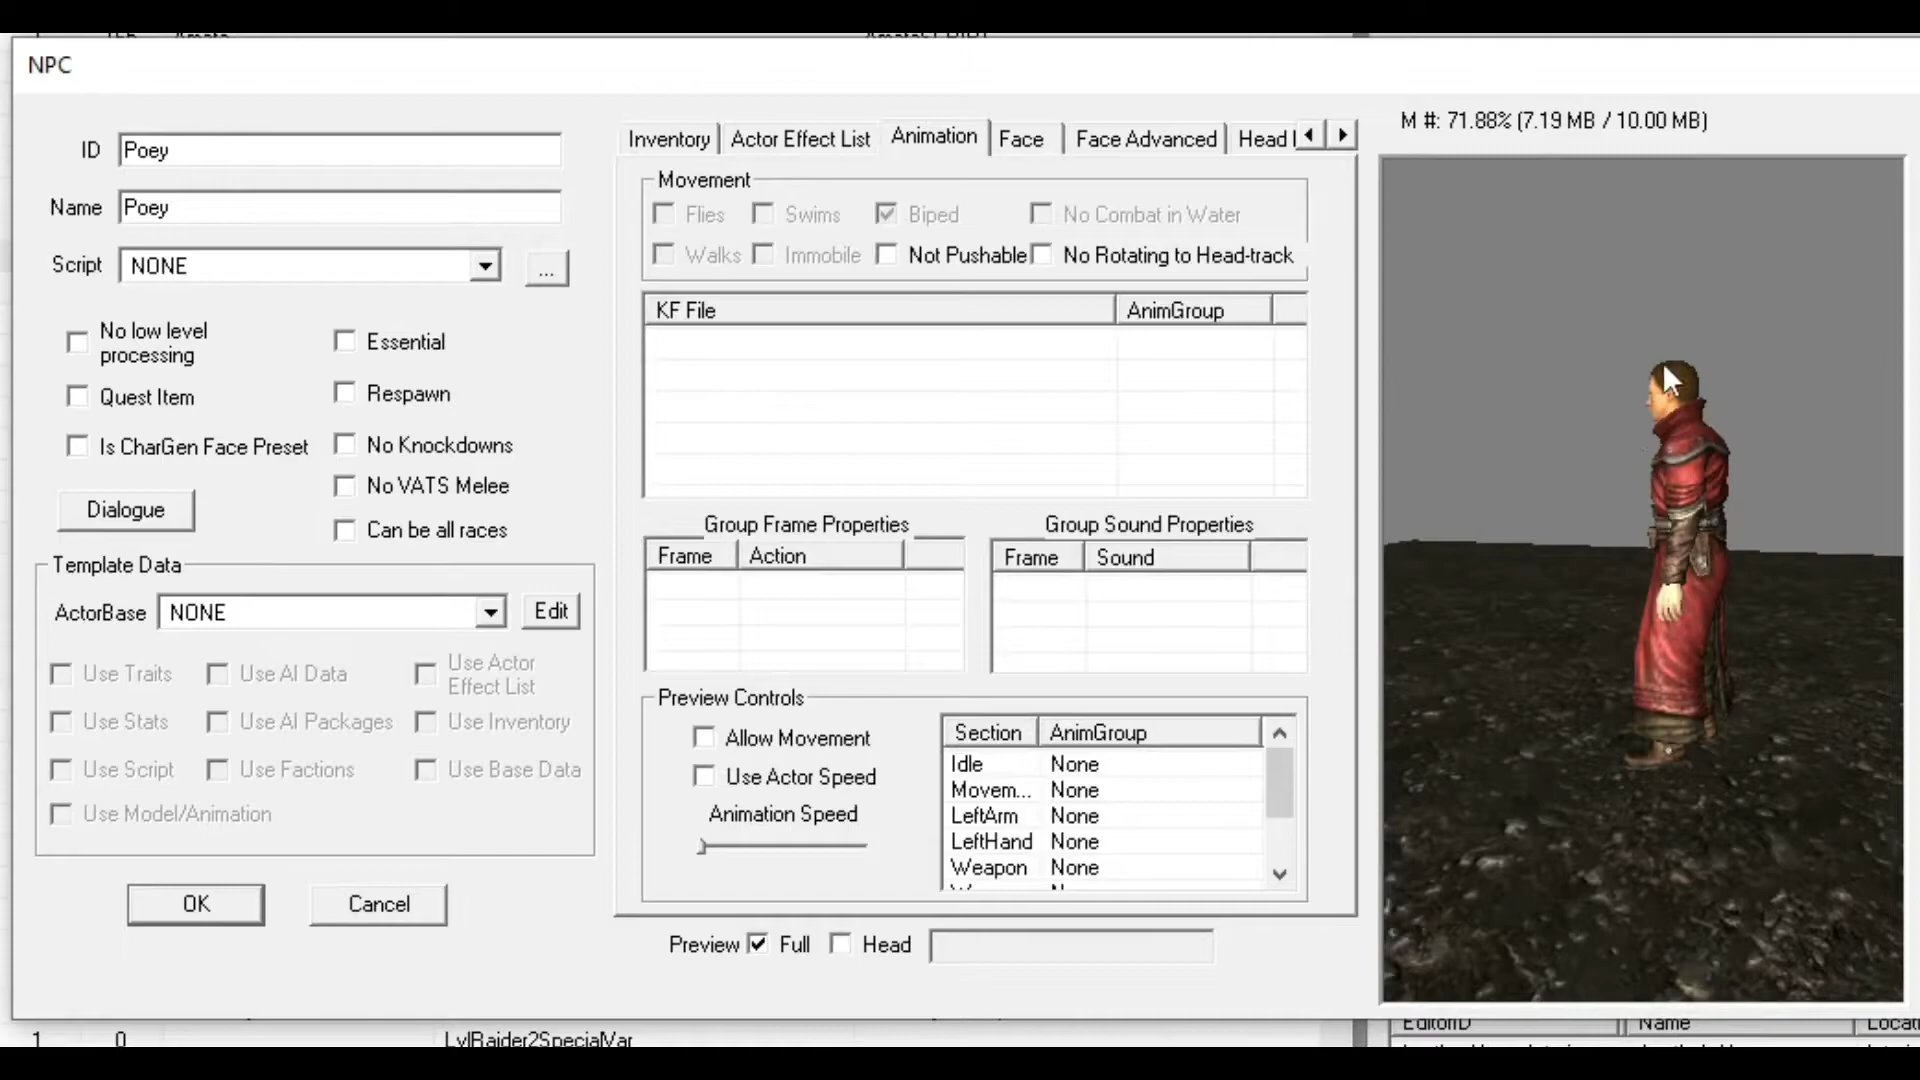 NPC
ID Poey
Name Poey
Script NONE ...
No low level
processing
Essential
Quest Item
Respawn
Is CharGen Face Preset
No Knockdowns
No VATS Melee
Dialogue
Can be all races
Template Data
ActorBase NONE Edit
Use Traits Use AI Data Use Actor
Effect List
Use Stats Use AI Packages Use Inventory
Use Script Use Factions Use Base Data
Use Model/Animation
OK Cancel
Inventory Actor Effect List Animation Face Face Advanced Head
Movement
Flies Swims Biped No Combat in Water
Walks Immobile Not Pushable No Rotating to Head-track
KF File AnimGroup
Group Frame Properties Group Sound Properties
Frame Action Frame Sound
Preview Controls
Allow Movement
Use Actor Speed
Animation Speed
Section AnimGroup
Idle None
Movem... None
LeftArm None
LeftHand None
Weapon None
Preview Full Head
M #: 71.88% (7.19 MB / 10.00 MB)
1 0 LvlRaider2SpecialVar
EditorID Name Locati